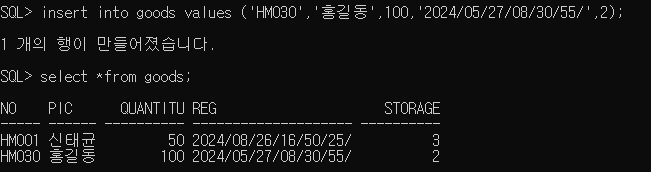 SQL> insert into goods values ('HM030','홍길동',100,'2024/05/27/08/30/55/',2);
1 개의 행이 만들어졌습니다.
SQL> select *from goods;
NO PIC QUANTITU REG STORAGE
----- ------ ---------- -------------------- ----------
HM001 신태균 50 2024/08/26/16/50/25/ 3
HM030 홍길동 100 2024/05/27/08/30/55/ 2